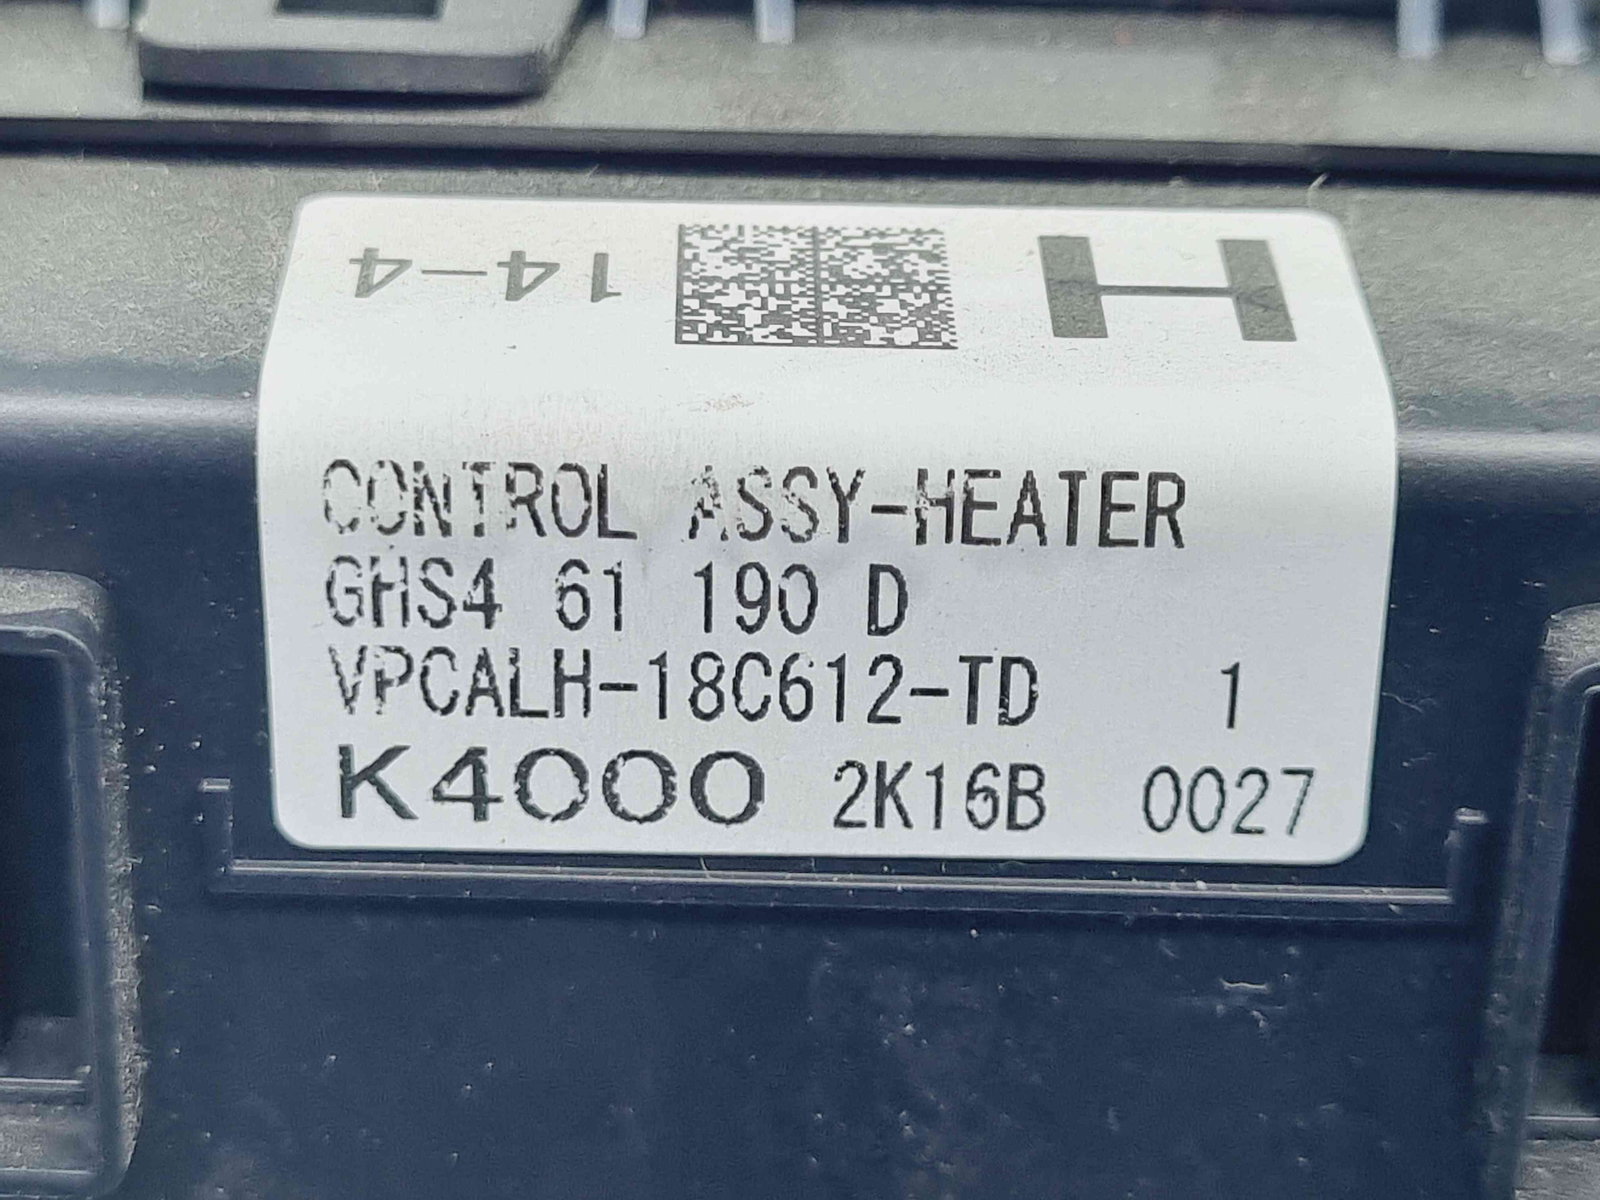 14-4 H
CONTROL ASSY-HEATER
GHS4 61 190 D
VPCALH-18C612-TD 1
K4000 2K16B 0027